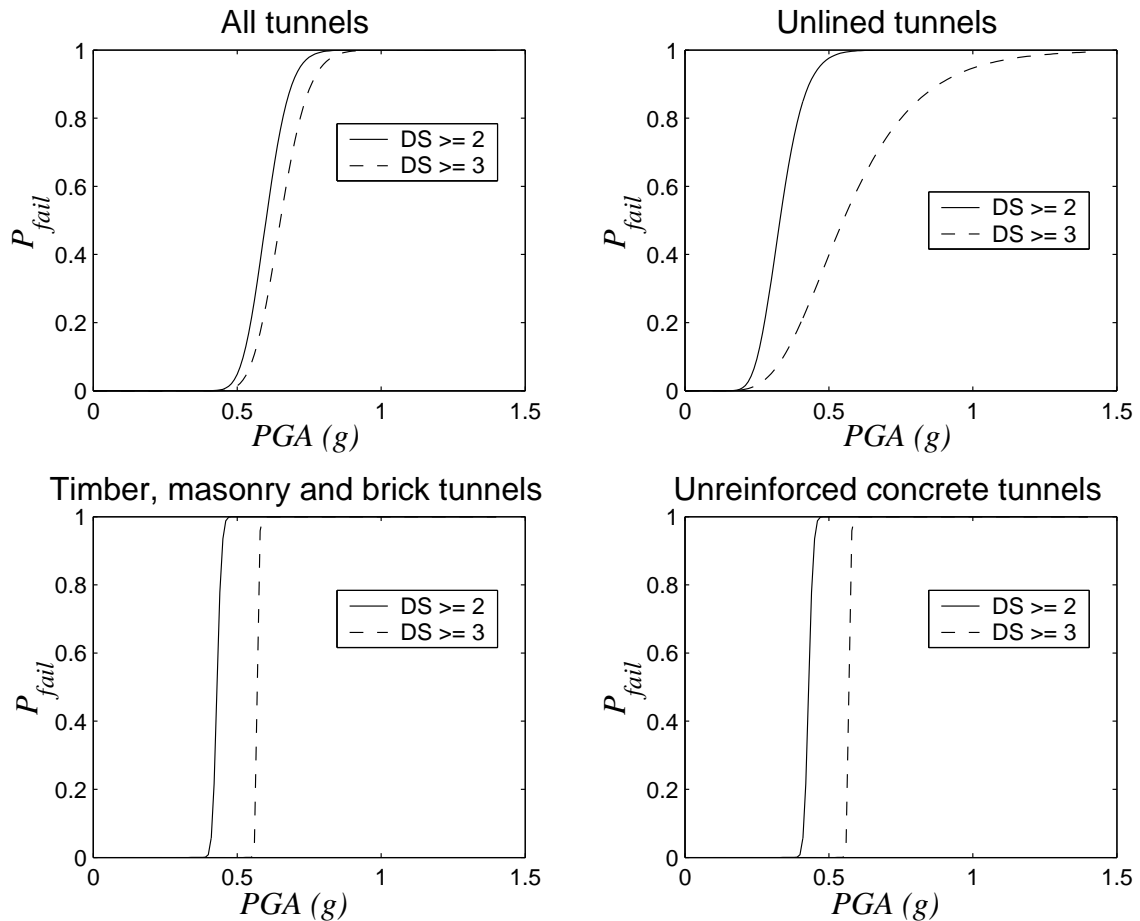 All tunnels
1
0.8
0.6
0.4
0.2
0
P_fail
DS >= 2
DS >= 3
0 0.5 1 1.5
PGA (g)
Unlined tunnels
1
0.8
0.6
0.4
0.2
0
P_fail
DS >= 2
DS >= 3
0 0.5 1 1.5
PGA (g)
Timber, masonry and brick tunnels
1
0.8
0.6
0.4
0.2
0
P_fail
DS >= 2
DS >= 3
0 0.5 1 1.5
PGA (g)
Unreinforced concrete tunnels
1
0.8
0.6
0.4
0.2
0
P_fail
DS >= 2
DS >= 3
0 0.5 1 1.5
PGA (g)